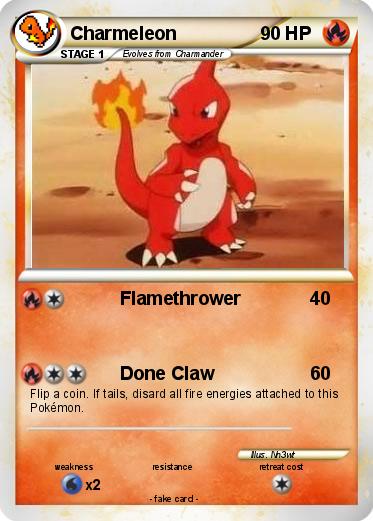 Charmeleon 90 HP
STAGE 1 Evolves from Charmander
Flamethrower 40
Done Claw 60
Flip a coin. If tails, disard all fire energies attached to this
Pokémon.
Illus. Nh3wt
weakness resistance retreat cost
x2
- fake card -